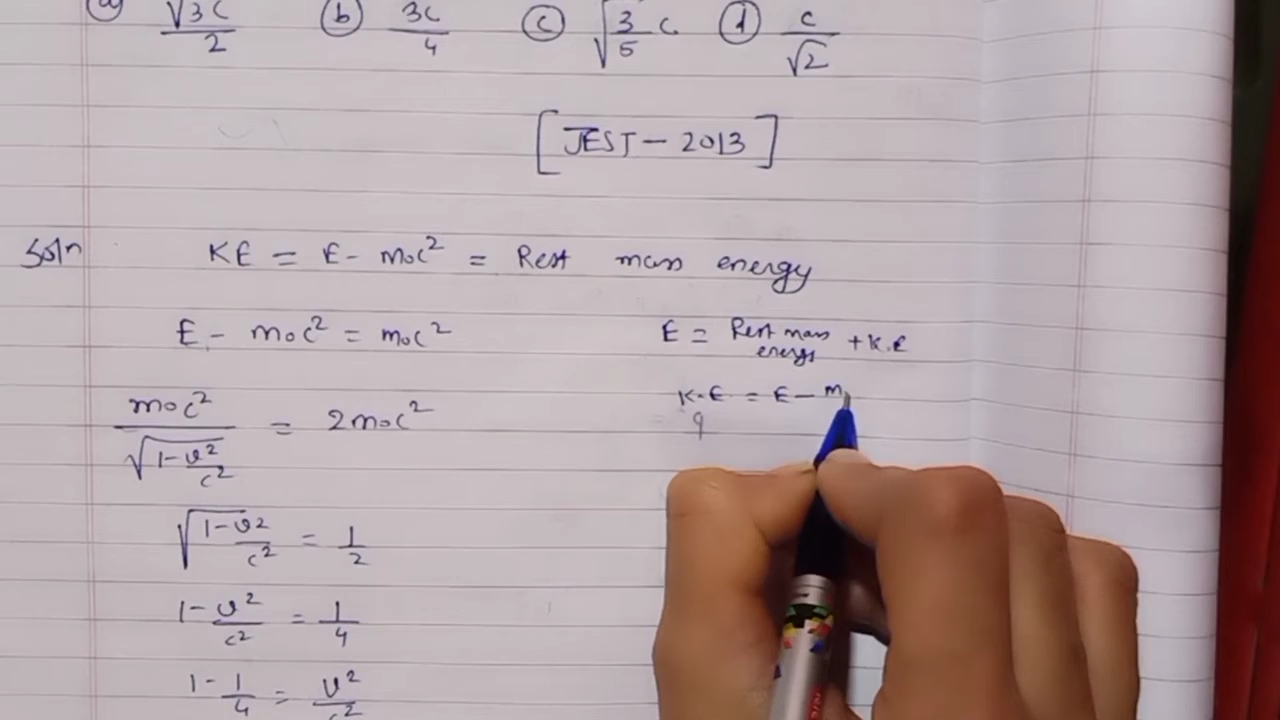 (a) √3c/2 (b) 3c/4 (c) √3/5 c (d) c/√2
[JEST – 2013]
Soln KE = E - m₀c² = Rest mass energy
E - m₀c² = m₀c²
E = Rest mass energy + K.E
m₀c²/√1-v²/c² = 2m₀c²
K.E = E - m
√1-v²/c² = 1/2
1 - v²/c² = 1/4
1 - 1/4 = v²/c²